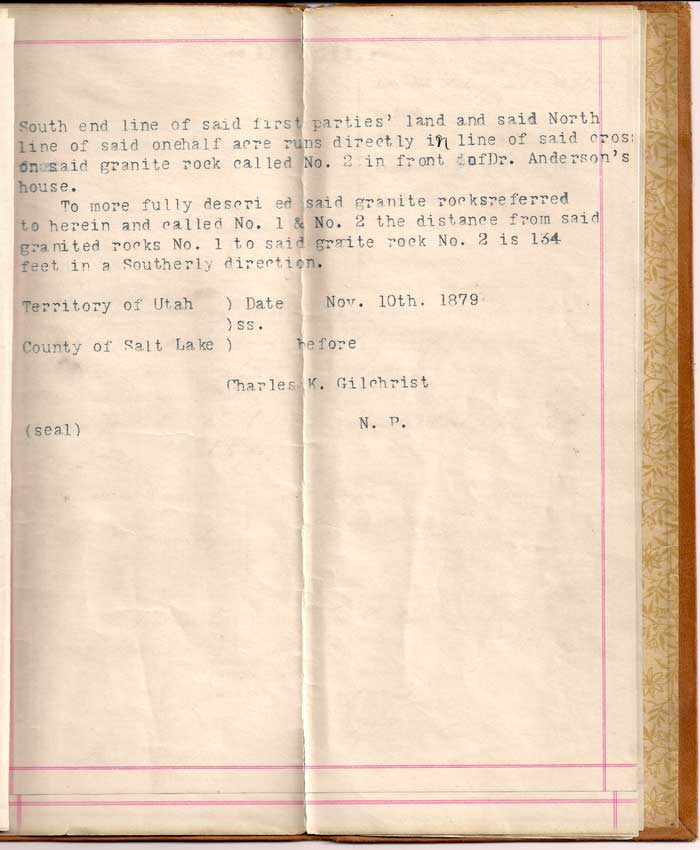 South end line of said first parties' land and said North
line of said onehalf acre runs directly in line of said cros
on said granite rock called No. 2 in front ofDr. Anderson's
house.
To more fully descri ed said granite rocksreferred
to herein and called No. 1 & No. 2 the distance from said
granited rocks No. 1 to said graite rock No. 2 is 134
feet in a Southerly direction.
Territory of Utah ) Date Nov. 10th. 1879
)ss.
County of Salt Lake ) before
Charles K. Gilchrist
(seal) N. P.